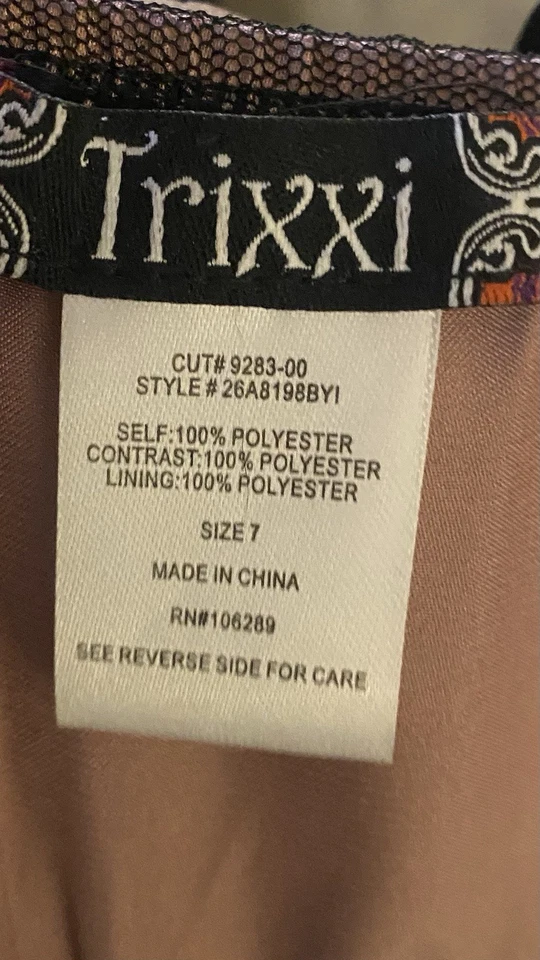 Trixxi
CUT# 9283-00
STYLE # 26A8198BYI
SELF:100% POLYESTER
CONTRAST:100% POLYESTER
LINING:100% POLYESTER
SIZE 7
MADE IN CHINA
RN#106289
SEE REVERSE SIDE FOR CARE